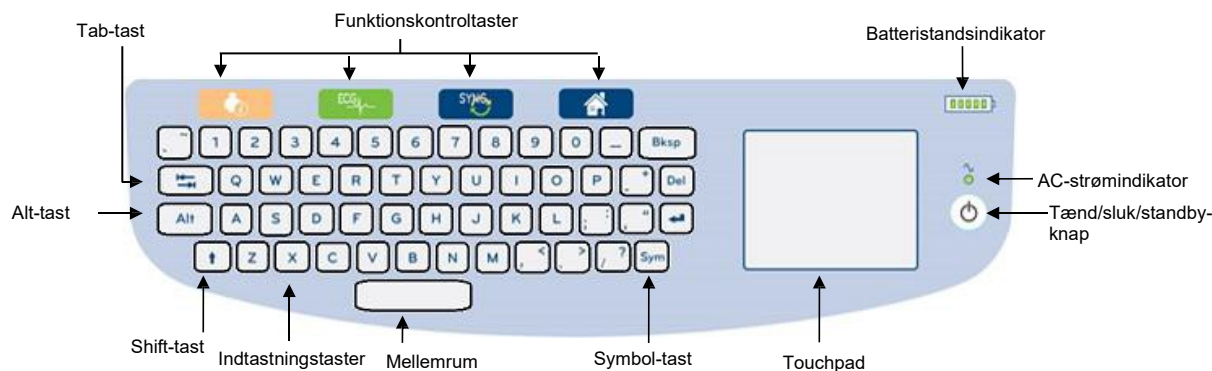 Funktionskontroltaster
Tab-tast
Batteristandsindikator
ECG
SYNC
~ 1 2 3 4 5 6 7 8 9 0 _ Bksp
Q W E R T Y U I O P . + Del
AC-strømindikator
Alt-tast
Alt A S D F G H J K L ; : , "
Tænd/sluk/standby-
knap
Z X C V B N M , < . > / ? Sym
Shift-tast
Indtastningstaster
Mellemrum
Symbol-tast
Touchpad